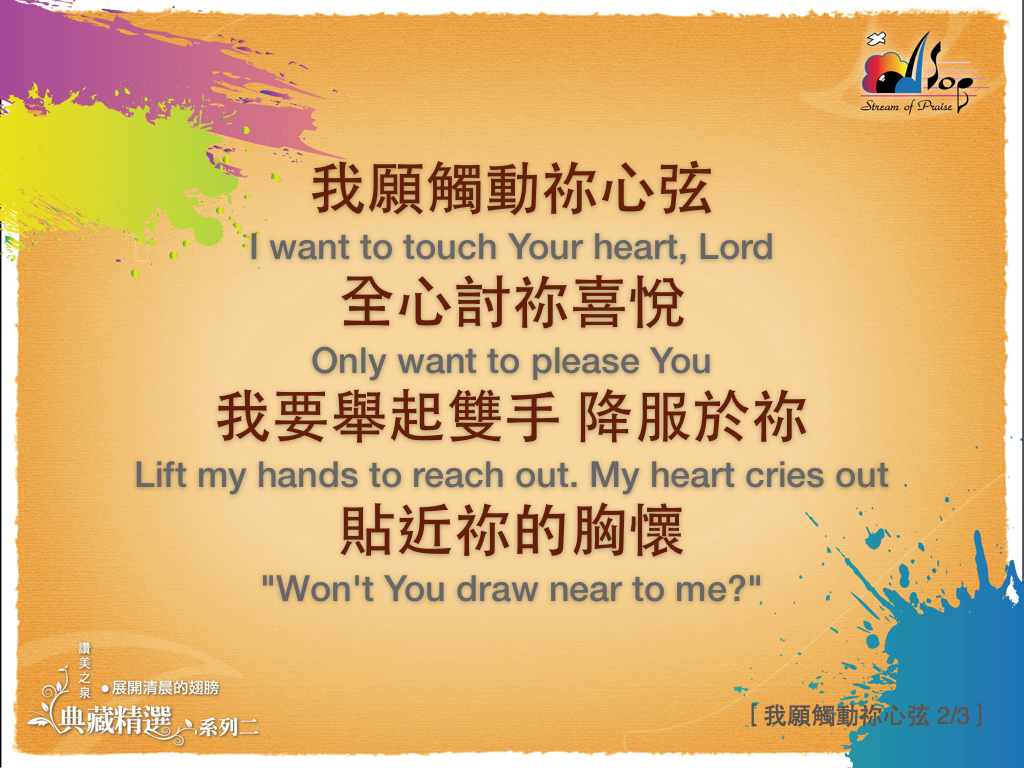 SOP
Stream of Praise
我願觸動祢心弦
I want to touch Your heart, Lord
全心討祢喜悅
Only want to please You
我要舉起雙手 降服於祢
Lift my hands to reach out. My heart cries out
貼近祢的胸懷
"Won't You draw near to me?"
讚美之泉
●展開清晨的翅膀
典藏精選 系列二
[ 我願觸動祢心弦 2/3 ]